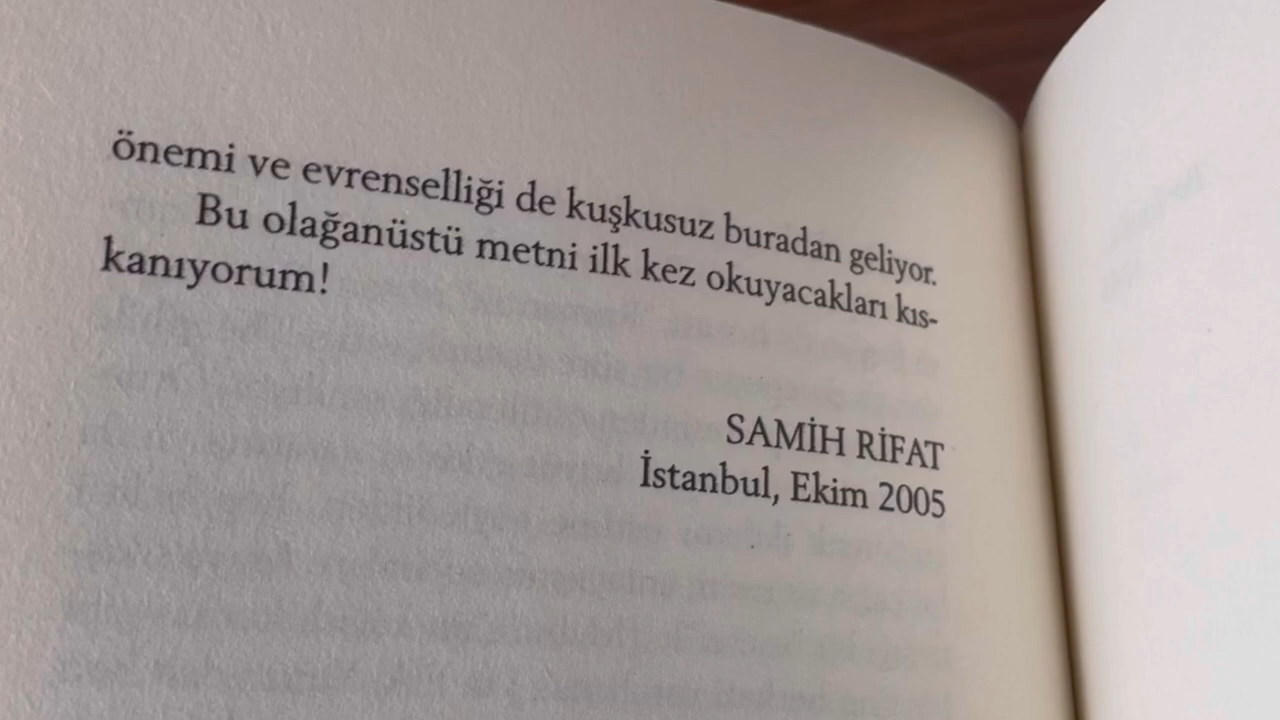 önemi ve evrenselliği de kuşkusuz buradan geliyor.
Bu olağanüstü metni ilk kez okuyacakları kıs-
kanıyorum!
SAMİH RİFAT
İstanbul, Ekim 2005